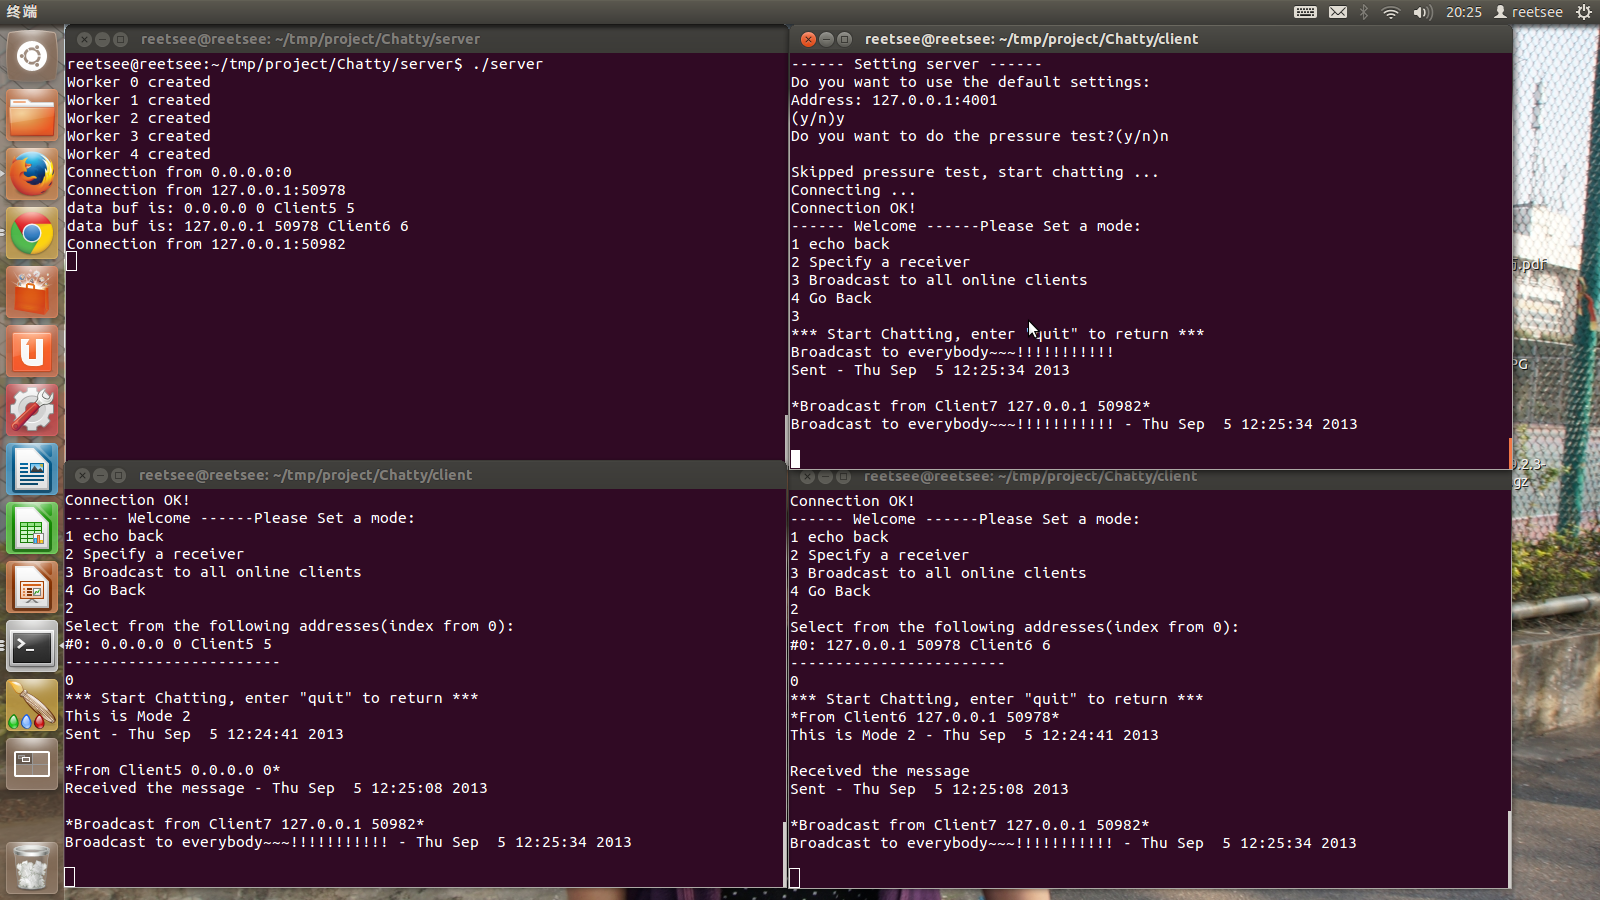 终端
20:25
reetsee
reetsee@reetsee: ~/tmp/project/Chatty/server
reetsee@reetsee:~/tmp/project/Chatty/server$ ./server
Worker 0 created
Worker 1 created
Worker 2 created
Worker 3 created
Worker 4 created
Connection from 0.0.0.0:0
Connection from 127.0.0.1:50978
data buf is: 0.0.0.0 0 Client5 5
data buf is: 127.0.0.1 50978 Client6 6
Connection from 127.0.0.1:50982
reetsee@reetsee: ~/tmp/project/Chatty/client
------ Setting server ------
Do you want to use the default settings:
Address: 127.0.0.1:4001
(y/n)y
Do you want to do the pressure test?(y/n)n
Skipped pressure test, start chatting ...
Connecting ...
Connection OK!
------ Welcome ------Please Set a mode:
1 echo back
2 Specify a receiver
3 Broadcast to all online clients
4 Go Back
3
*** Start Chatting, enter "quit" to return ***
Broadcast to everybody~~~!!!!!!!!!!!
Sent - Thu Sep  5 12:25:34 2013
*Broadcast from Client7 127.0.0.1 50982*
Broadcast to everybody~~~!!!!!!!!!!! - Thu Sep  5 12:25:34 2013
reetsee@reetsee: ~/tmp/project/Chatty/client
Connection OK!
------ Welcome ------Please Set a mode:
1 echo back
2 Specify a receiver
3 Broadcast to all online clients
4 Go Back
2
Select from the following addresses(index from 0):
#0: 0.0.0.0 0 Client5 5
------------------------
0
*** Start Chatting, enter "quit" to return ***
This is Mode 2
Sent - Thu Sep  5 12:24:41 2013
*From Client5 0.0.0.0 0*
Received the message - Thu Sep  5 12:25:08 2013
*Broadcast from Client7 127.0.0.1 50982*
Broadcast to everybody~~~!!!!!!!!!!! - Thu Sep  5 12:25:34 2013
reetsee@reetsee: ~/tmp/project/Chatty/client
Connection OK!
------ Welcome ------Please Set a mode:
1 echo back
2 Specify a receiver
3 Broadcast to all online clients
4 Go Back
2
Select from the following addresses(index from 0):
#0: 127.0.0.1 50978 Client6 6
------------------------
0
*** Start Chatting, enter "quit" to return ***
*From Client6 127.0.0.1 50978*
This is Mode 2 - Thu Sep  5 12:24:41 2013
Received the message
Sent - Thu Sep  5 12:25:08 2013
*Broadcast from Client7 127.0.0.1 50982*
Broadcast to everybody~~~!!!!!!!!!!! - Thu Sep  5 12:25:34 2013
.pdf
PG
.2.3-
gz